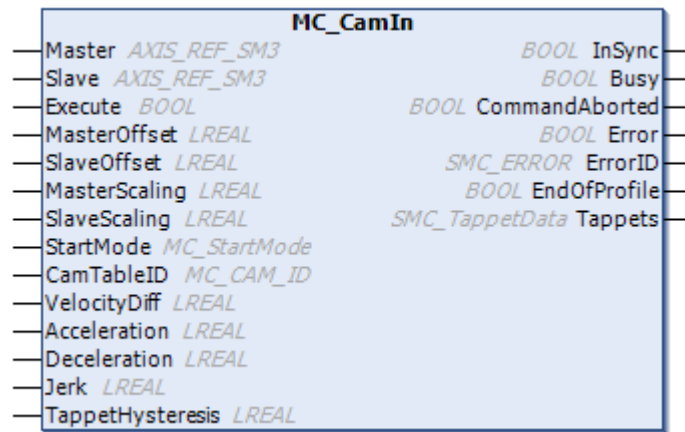 MC_CamIn
Master AXIS_REF_SM3 BOOL InSync
Slave AXIS_REF_SM3 BOOL Busy
Execute BOOL BOOL CommandAborted
MasterOffset LREAL BOOL Error
SlaveOffset LREAL SMC_ERROR ErrorID
MasterScaling LREAL BOOL EndOfProfile
SlaveScaling LREAL SMC_TappetData Tappets
StartMode MC_StartMode
CamTableID MC_CAM_ID
VelocityDiff LREAL
Acceleration LREAL
Deceleration LREAL
Jerk LREAL
TappetHysteresis LREAL